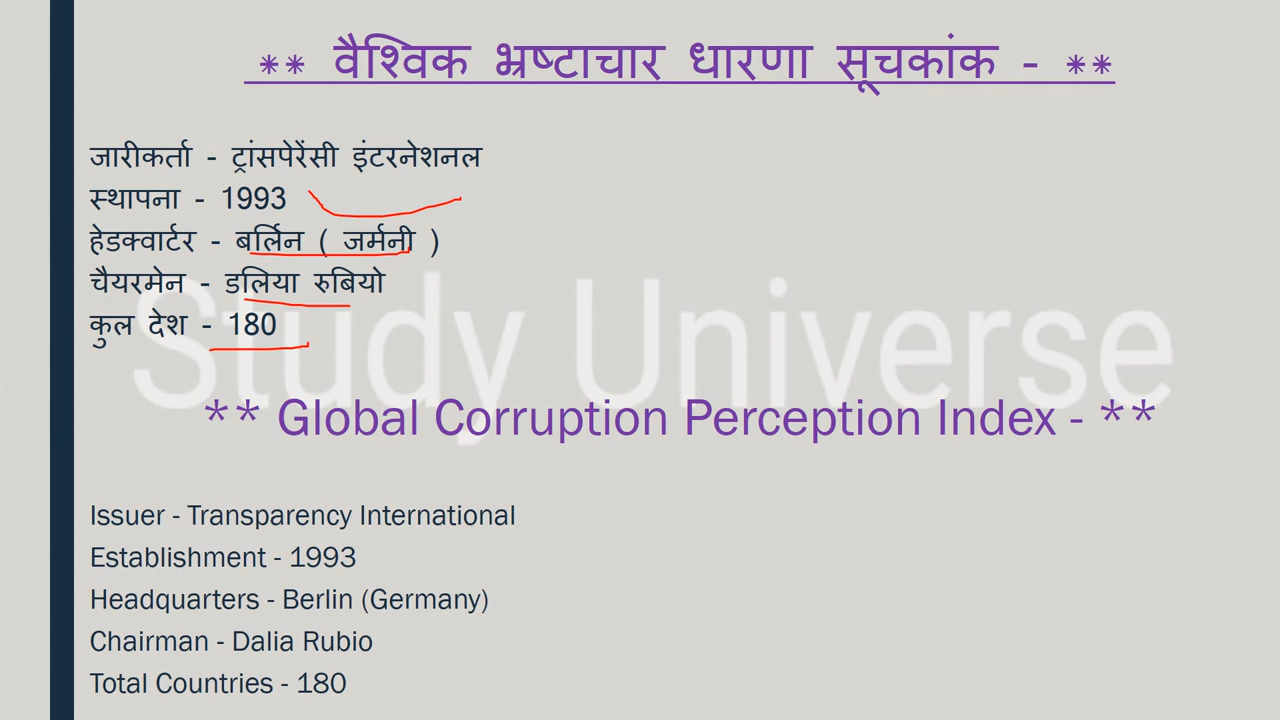 ** वैश्विक भ्रष्टाचार धारणा सूचकांक - **
जारीकर्ता - ट्रांसपेरेंसी इंटरनेशनल
स्थापना - 1993
हेडक्वार्टर - बर्लिन ( जर्मनी )
चैयरमेन - डलिया रुबियो
कुल देश - 180
Study Universe
** Global Corruption Perception Index - **
Issuer - Transparency International
Establishment - 1993
Headquarters - Berlin (Germany)
Chairman - Dalia Rubio
Total Countries - 180